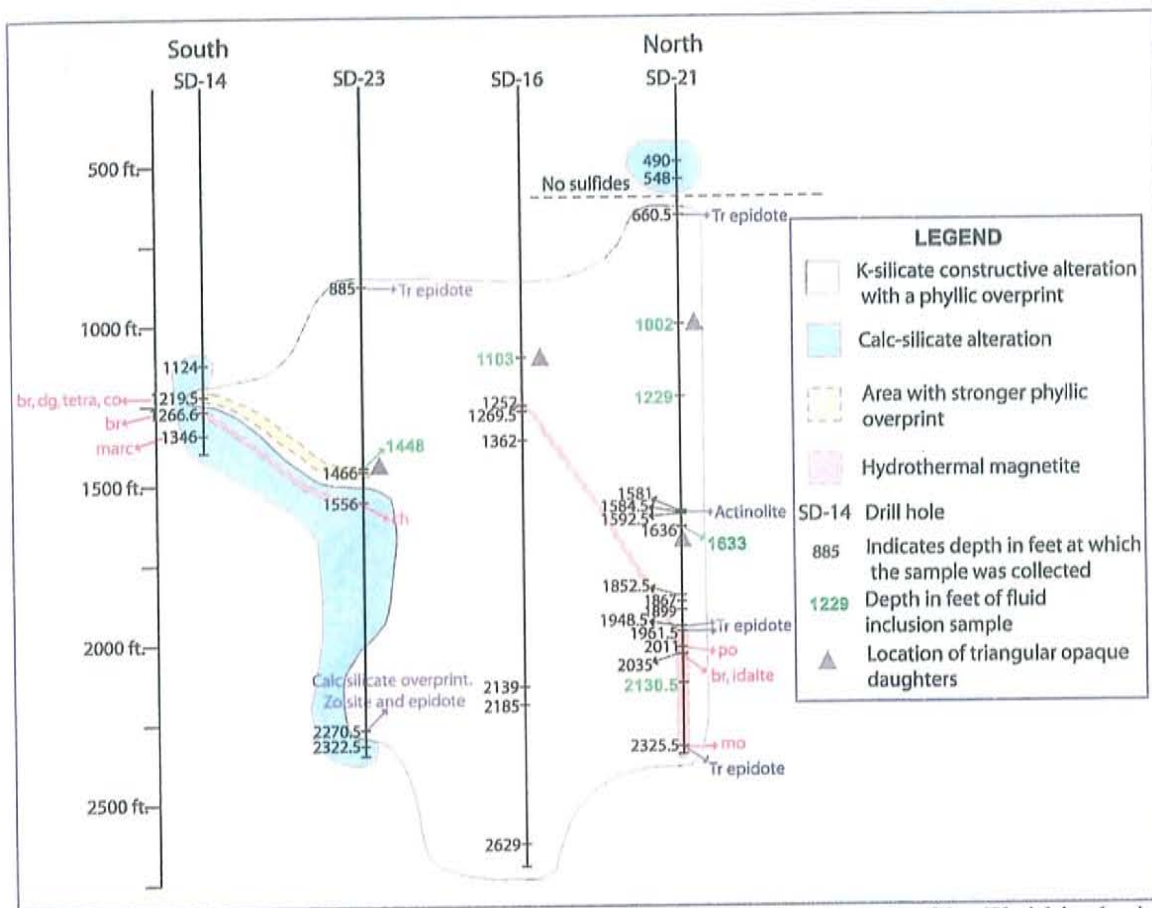 South
North
SD-14
SD-23
SD-16
SD-21
500 ft.
1000 ft.
1500 ft.
2000 ft.
2500 ft.
1124
1219.5
1266.6
1346
br, dg, tetra, co
br
marc
885
Tr epidote
1448
1466
1556
ch
Calc silicate overprint.
Zoisite and epidote
2270.5
2322.5
1103
1252
1269.5
1362
2139
2185
2629
490
548
No sulfides
660.5
Tr epidote
1002
1229
1581
1584.5
1592.5
Actinolite
1636
1633
1852.5
1867
1899
1948.5
1961.5
Tr epidote
2011
po
2035
br, idalte
2130.5
2325.5
mo
Tr epidote
LEGEND
K-silicate constructive alteration
with a phyllic overprint
Calc-silicate alteration
Area with stronger phyllic
overprint
Hydrothermal magnetite
SD-14 Drill hole
885 Indicates depth in feet at which
the sample was collected
1229 Depth in feet of fluid
inclusion sample
Location of triangular opaque
daughters